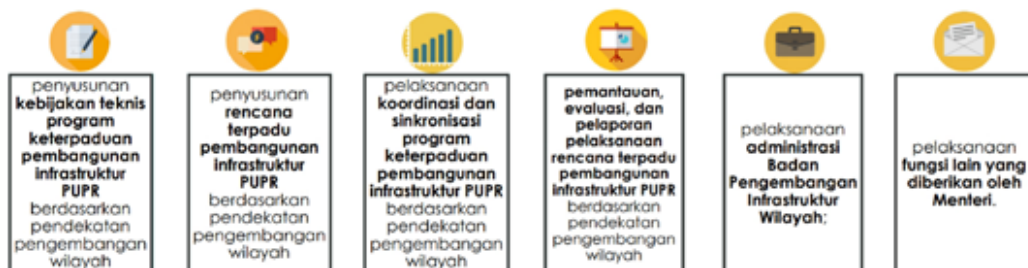 penyusunan
kebijakan teknis
program
keterpaduan
pembangunan
infrastruktur
PUPR
berdasarkan
pendekatan
pengembangan
wilayah
penyusunan
rencana
terpadu
pembangunan
infrastruktur
PUPR
berdasarkan
pendekatan
pengembangan
wilayah
pelaksanaan
koordinasi dan
sinkronisasi
program
keterpaduan
pembangunan
infrastruktur PUPR
berdasarkan
pendekatan
pengembangan
wilayah
pemantauan,
evaluasi, dan
pelaporan
pelaksanaan
rencana terpadu
pembangunan
infrastruktur PUPR
berdasarkan
pendekatan
pengembangan
wilayah
pelaksanaan
administrasi
Badan
Pengembangan
Infrastruktur
Wilayah;
pelaksanaan
fungsi lain yang
diberikan oleh
Menteri.